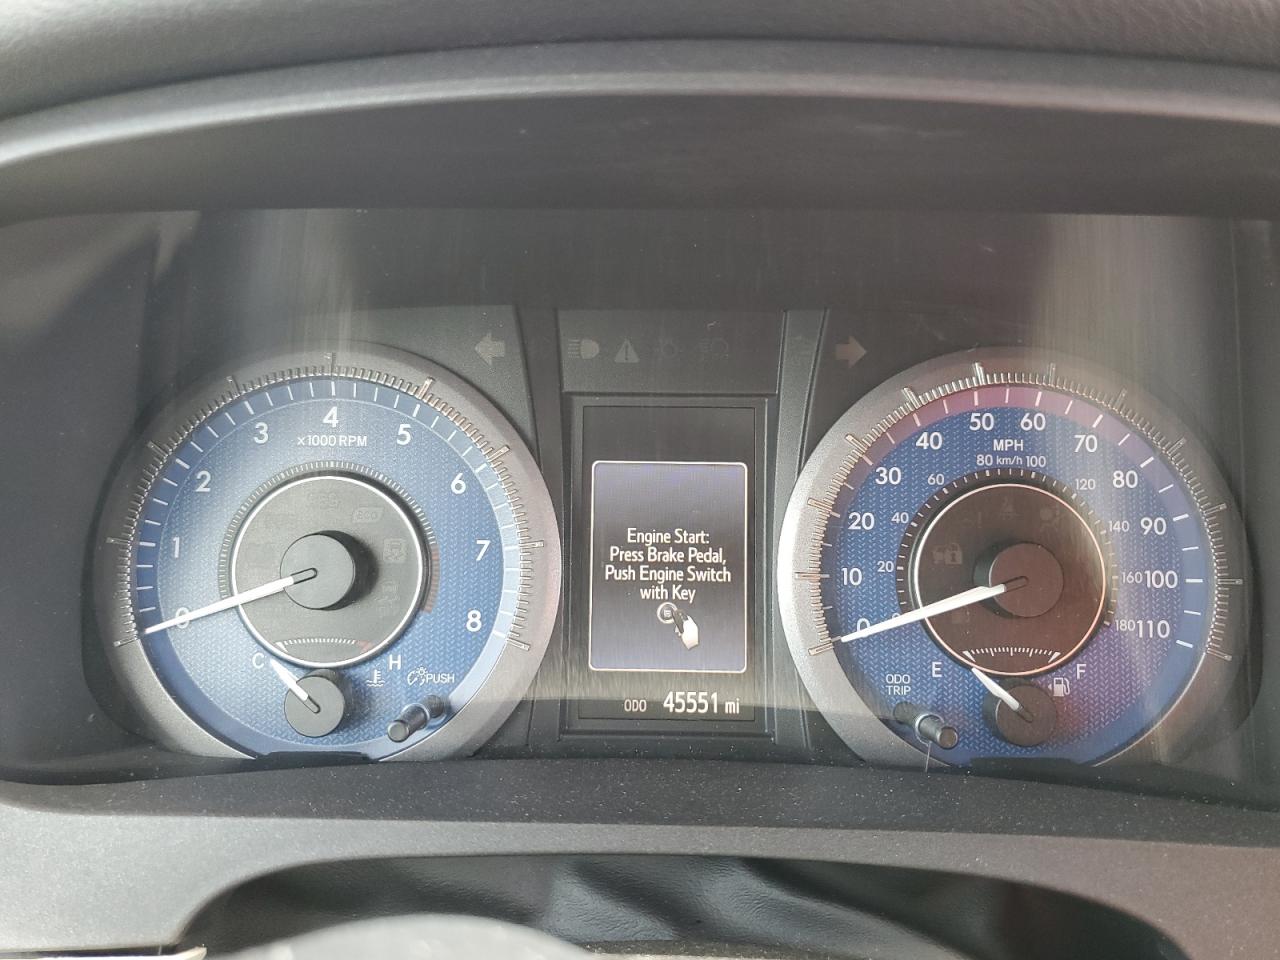 4
3
5
x1000 RPM
2
6
1
7
0
8
C
H
PUSH
eco
Engine Start:
Press Brake Pedal,
Push Engine Switch
with Key
ODO 45551 mi
50
60
40
MPH
70
80 km/h 100
30
60
120
80
20
40
140
90
20
10
160
100
0
180
110
ODO
TRIP
E
F